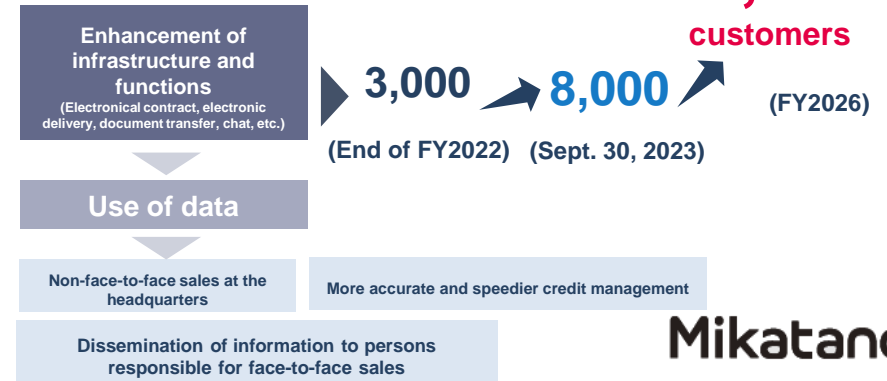 customers
Enhancement of
infrastructure and
functions
(Electronical contract, electronic
delivery, document transfer, chat, etc.)
3,000
8,000
(FY2026)
(End of FY2022)
(Sept. 30, 2023)
Use of data
Non-face-to-face sales at the
headquarters
More accurate and speedier credit management
Dissemination of information to persons
responsible for face-to-face sales